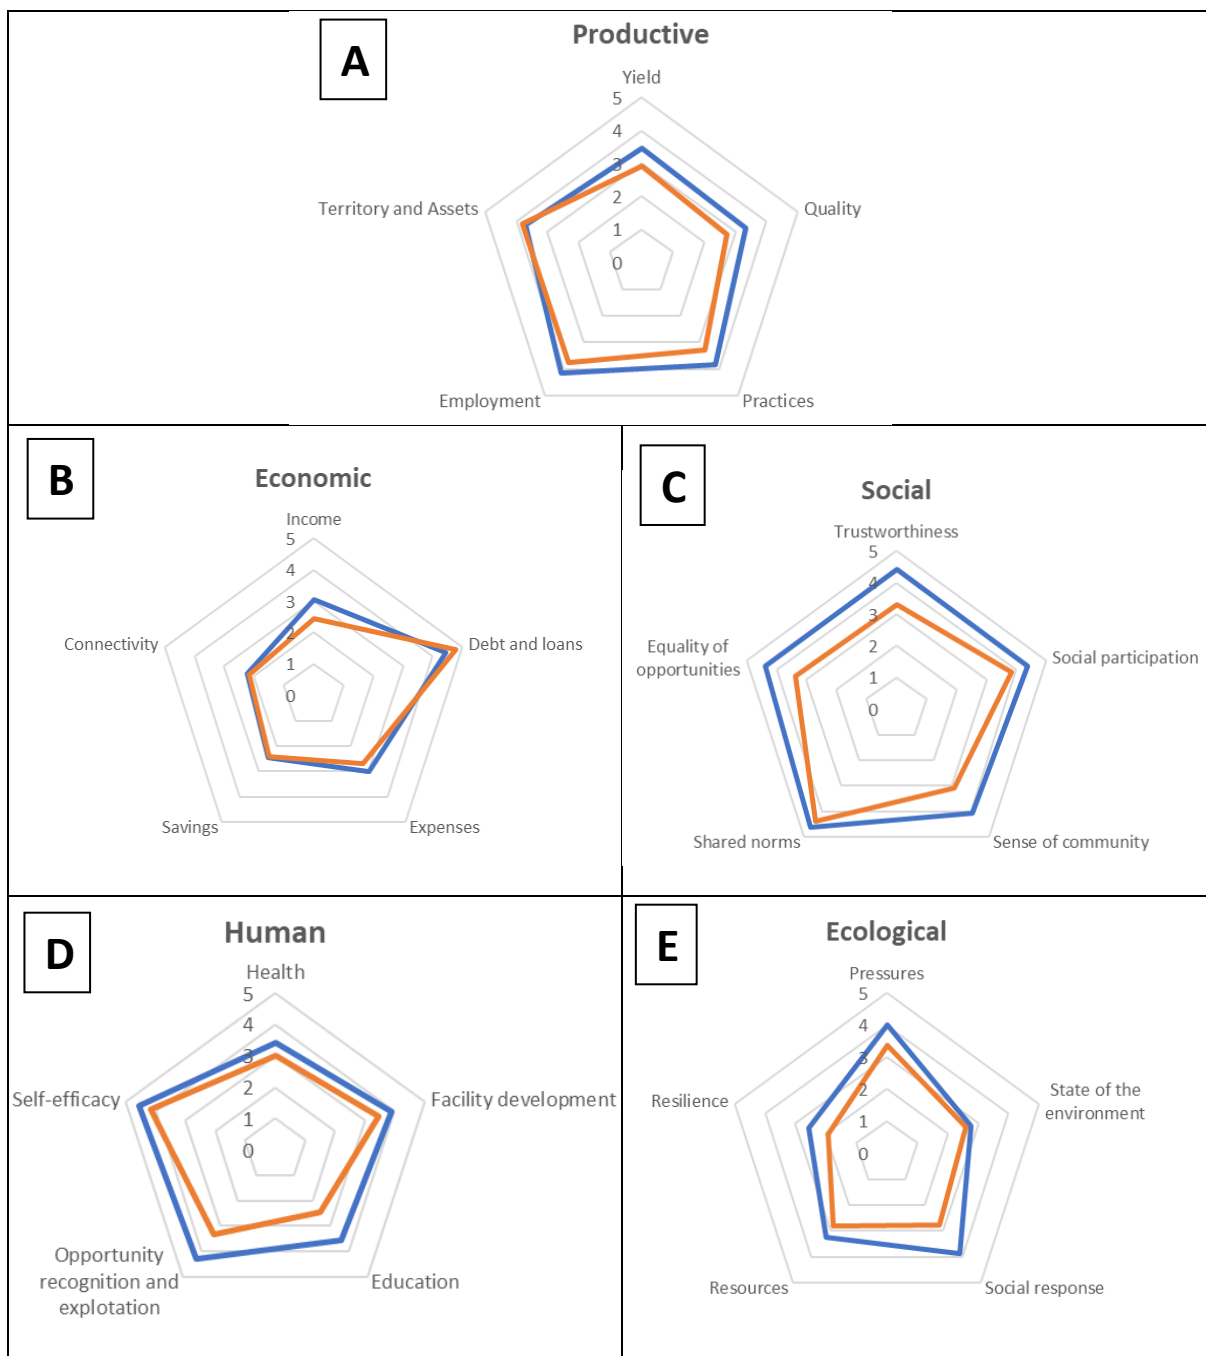 A
Productive
Yield
5
4
3
2
1
0
Territory and Assets
Quality
Employment
Practices
B
Economic
Income
5
4
3
2
1
0
Connectivity
Debt and loans
Savings
Expenses
C
Social
Trustworthiness
5
4
3
2
1
0
Equality of
opportunities
Social participation
Shared norms
Sense of community
D
Human
Health
5
4
3
2
1
0
Self-efficacy
Facility development
Opportunity
recognition and
explotation
Education
E
Ecological
Pressures
5
4
3
2
1
0
Resilience
State of the
environment
Resources
Social response